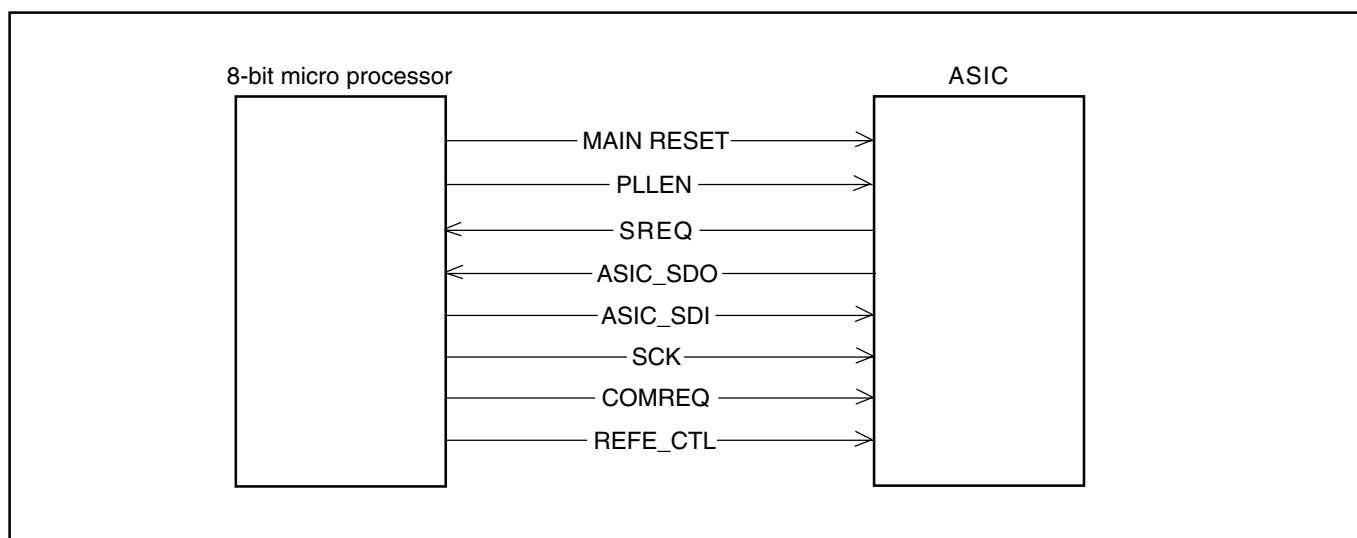 8-bit micro processor
ASIC
MAIN RESET
PLLEN
SREQ
ASIC_SDO
ASIC_SDI
SCK
COMREQ
REFE_CTL